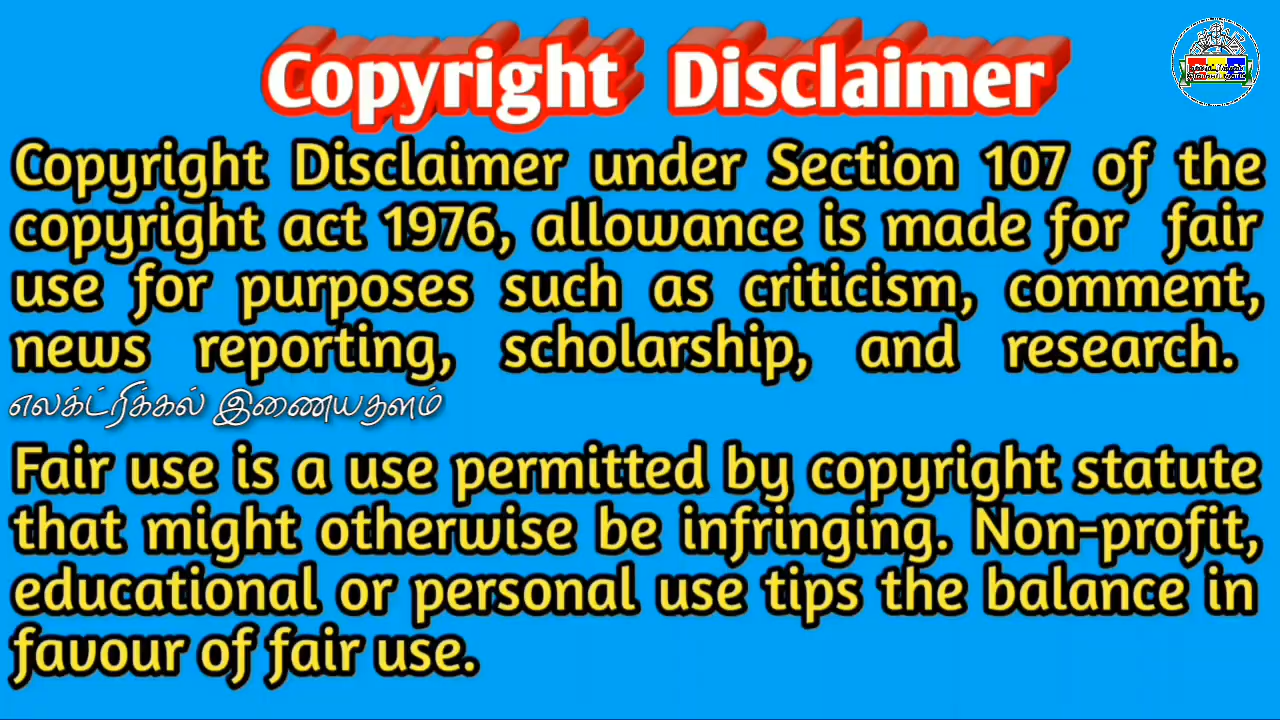 Copyright Disclaimer
Copyright Disclaimer under Section 107 of the
copyright act 1976, allowance is made for fair
use for purposes such as criticism, comment,
news reporting, scholarship, and research.
எலக்ட்ரிக்கல் இணையதளம்
Fair use is a use permitted by copyright statute
that might otherwise be infringing. Non-profit,
educational or personal use tips the balance in
favour of fair use.